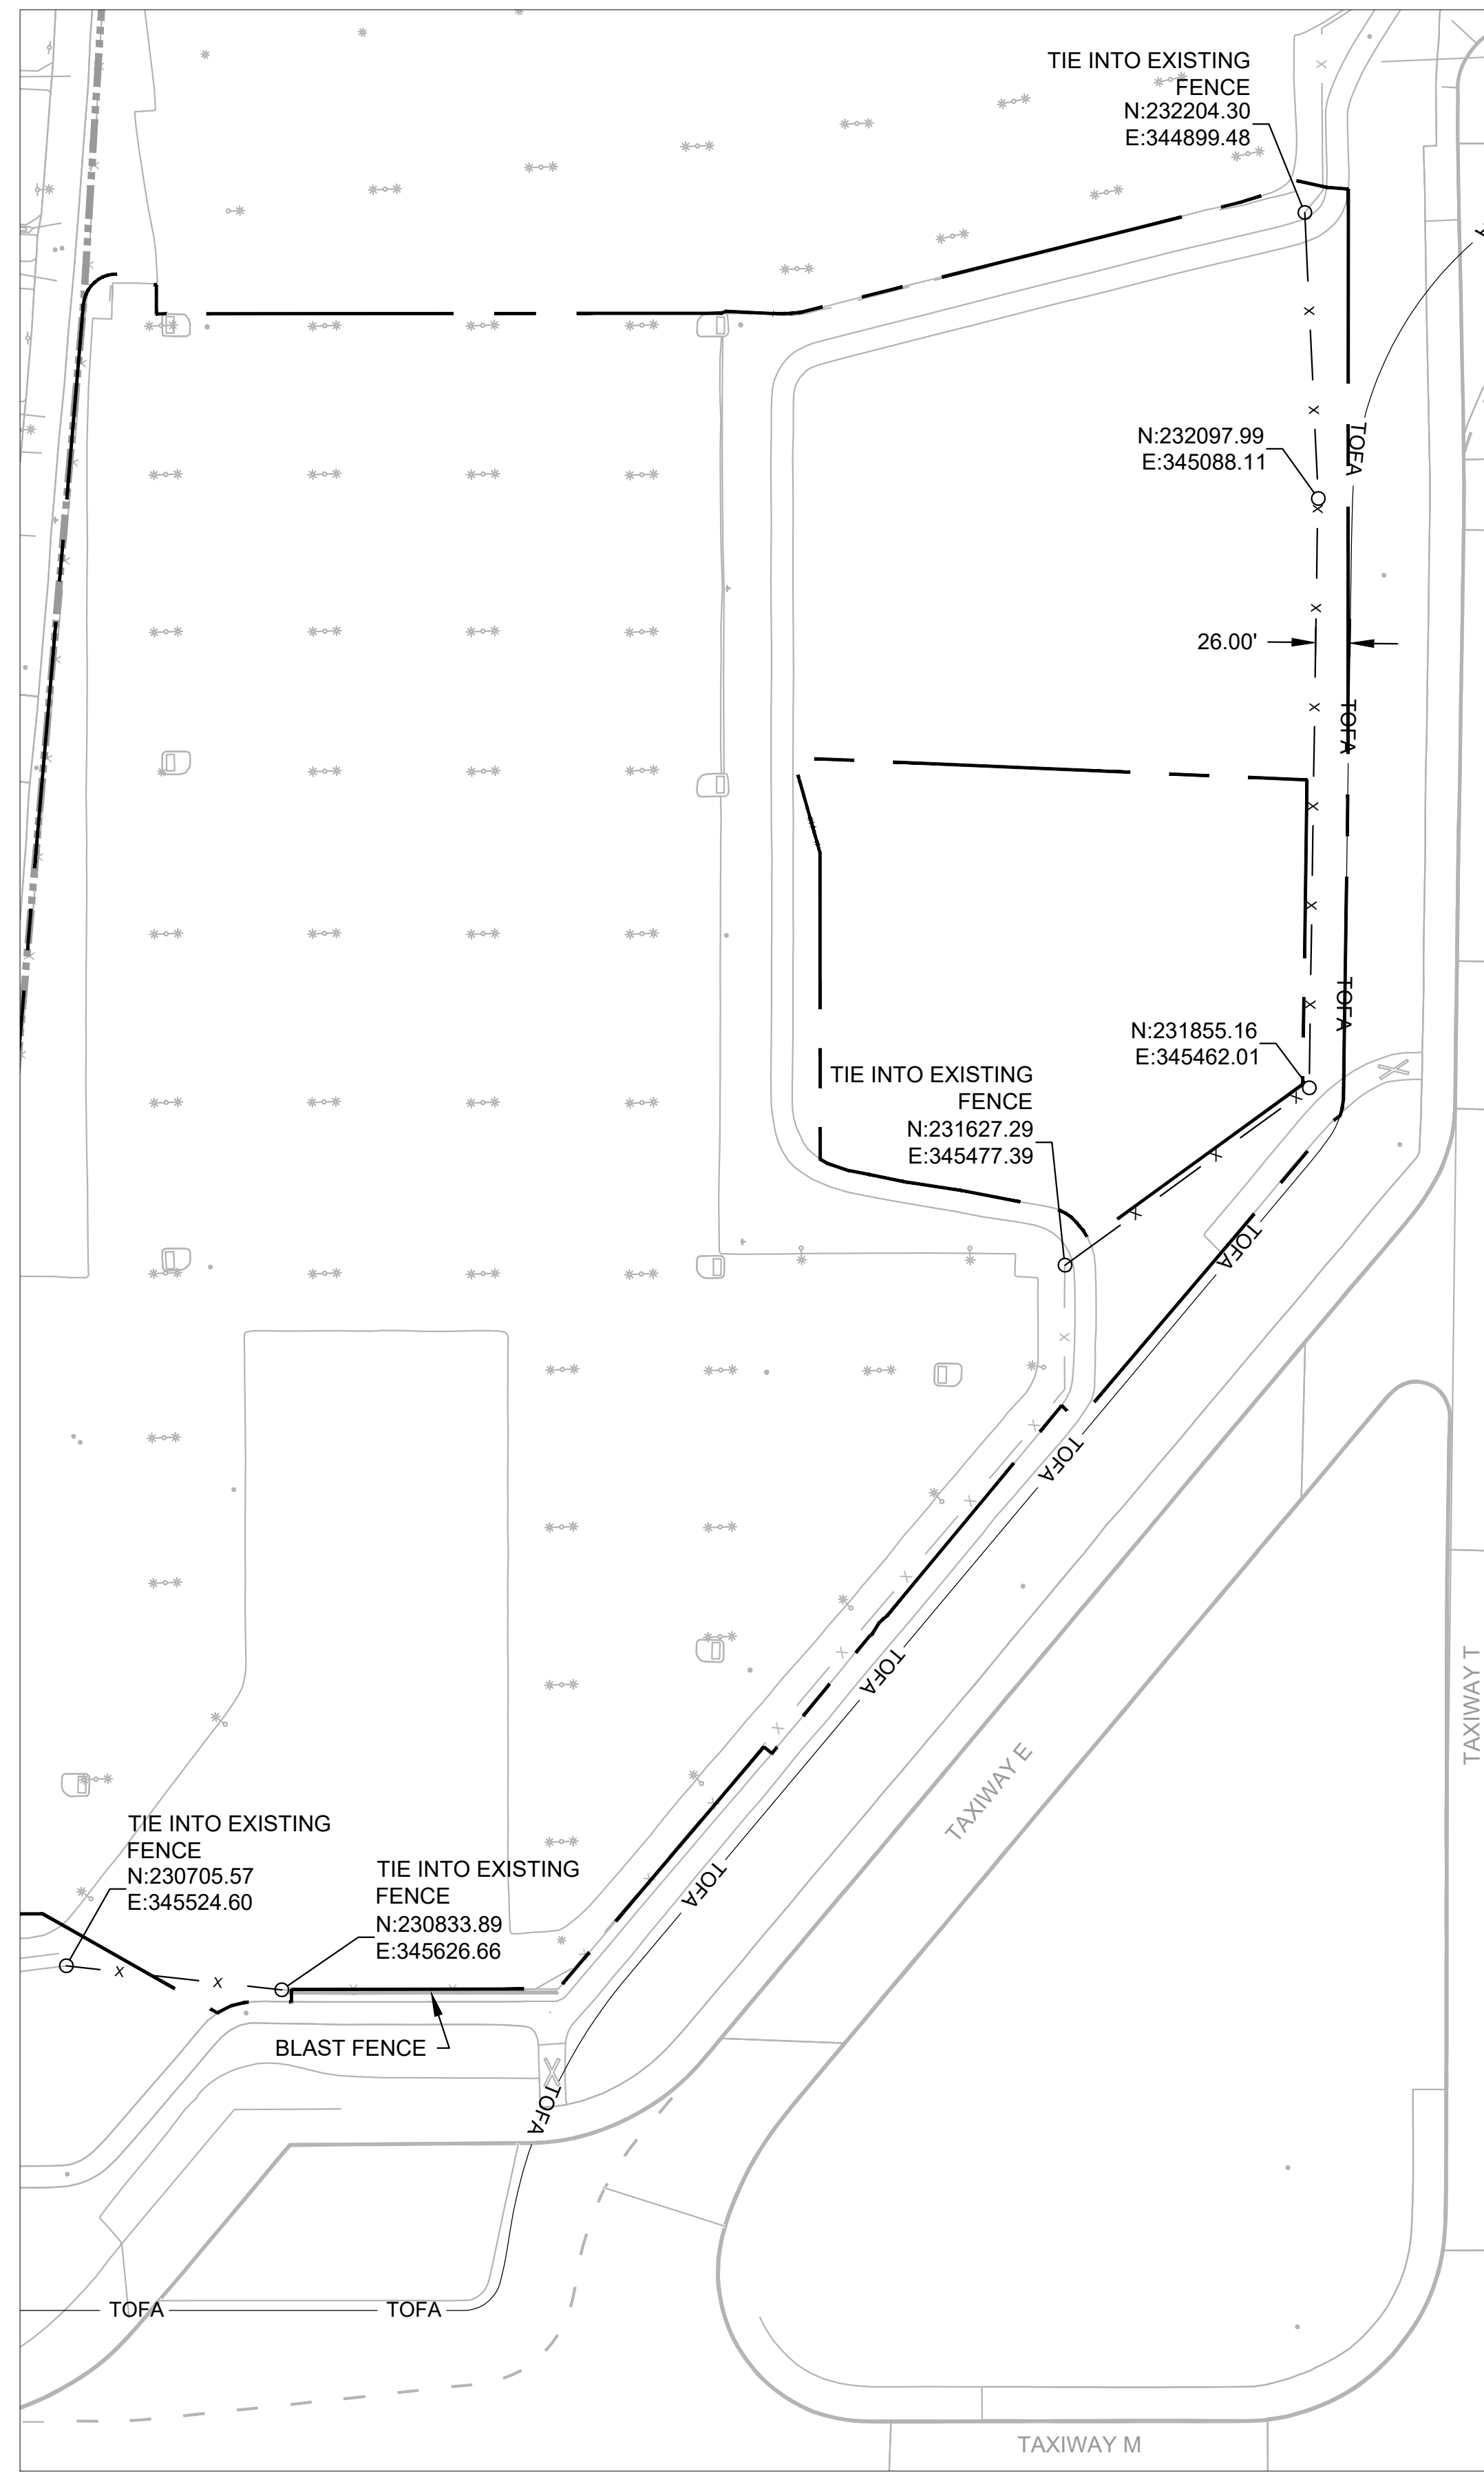 TIE INTO EXISTING
FENCE
N:232204.30
E:344899.48
N:232097.99
E:345088.11
TOFA
26.00'
TOFA
TOFA
N:231855.16
E:345462.01
TIE INTO EXISTING
FENCE
N:231627.29
E:345477.39
TOFA
TOFA
TOFA
TAXIWAY T
TAXIWAY E
TIE INTO EXISTING
FENCE
N:230705.57
E:345524.60
TIE INTO EXISTING
FENCE
N:230833.89
E:345626.66
TOFA
BLAST FENCE
TOFA
TOFA
TOFA
TAXIWAY M